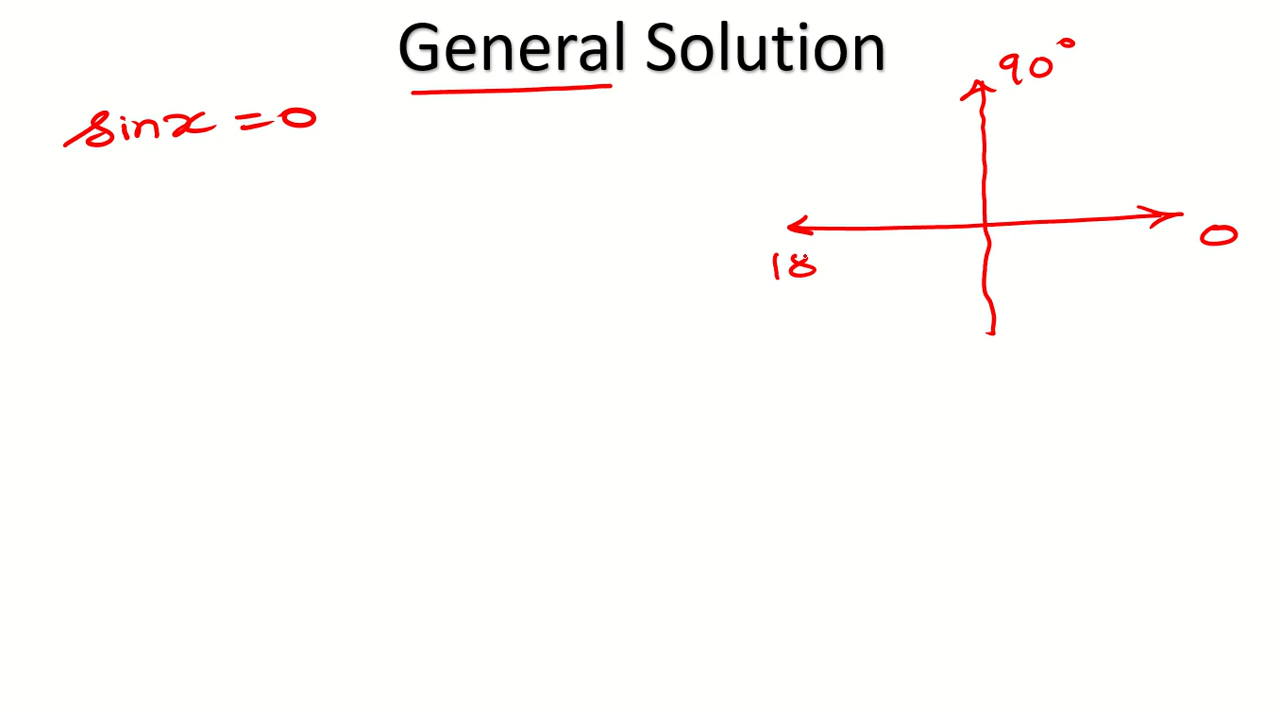 General Solution
sinx = 0
90°
0
18